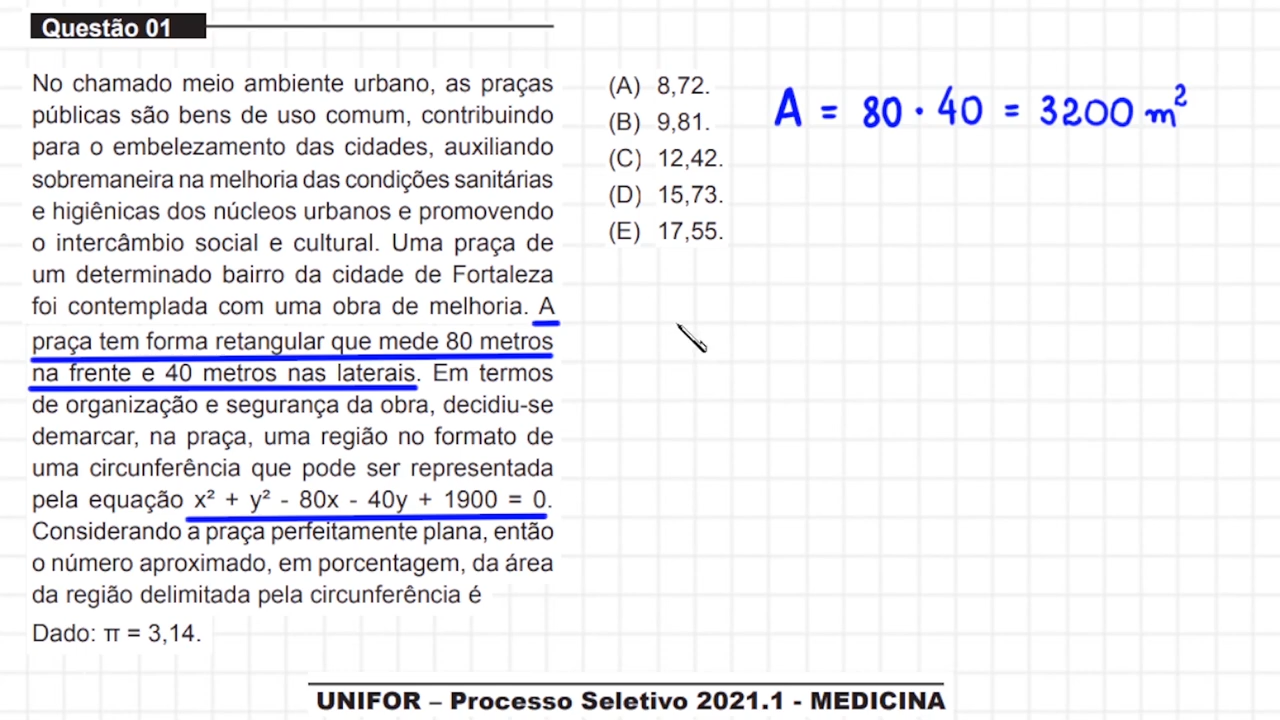 Questão 01
No chamado meio ambiente urbano, as praças
públicas são bens de uso comum, contribuindo
para o embelezamento das cidades, auxiliando
sobremaneira na melhoria das condições sanitárias
e higiênicas dos núcleos urbanos e promovendo
o intercâmbio social e cultural. Uma praça de
um determinado bairro da cidade de Fortaleza
foi contemplada com uma obra de melhoria. A
praça tem forma retangular que mede 80 metros
na frente e 40 metros nas laterais. Em termos
de organização e segurança da obra, decidiu-se
demarcar, na praça, uma região no formato de
uma circunferência que pode ser representada
pela equação x² + y² - 80x - 40y + 1900 = 0.
Considerando a praça perfeitamente plana, então
o número aproximado, em porcentagem, da área
da região delimitada pela circunferência é
Dado: π = 3,14.
(A) 8,72.
(B) 9,81.
(C) 12,42.
(D) 15,73.
(E) 17,55.
A = 80 · 40 = 3200 m²
UNIFOR – Processo Seletivo 2021.1 - MEDICINA